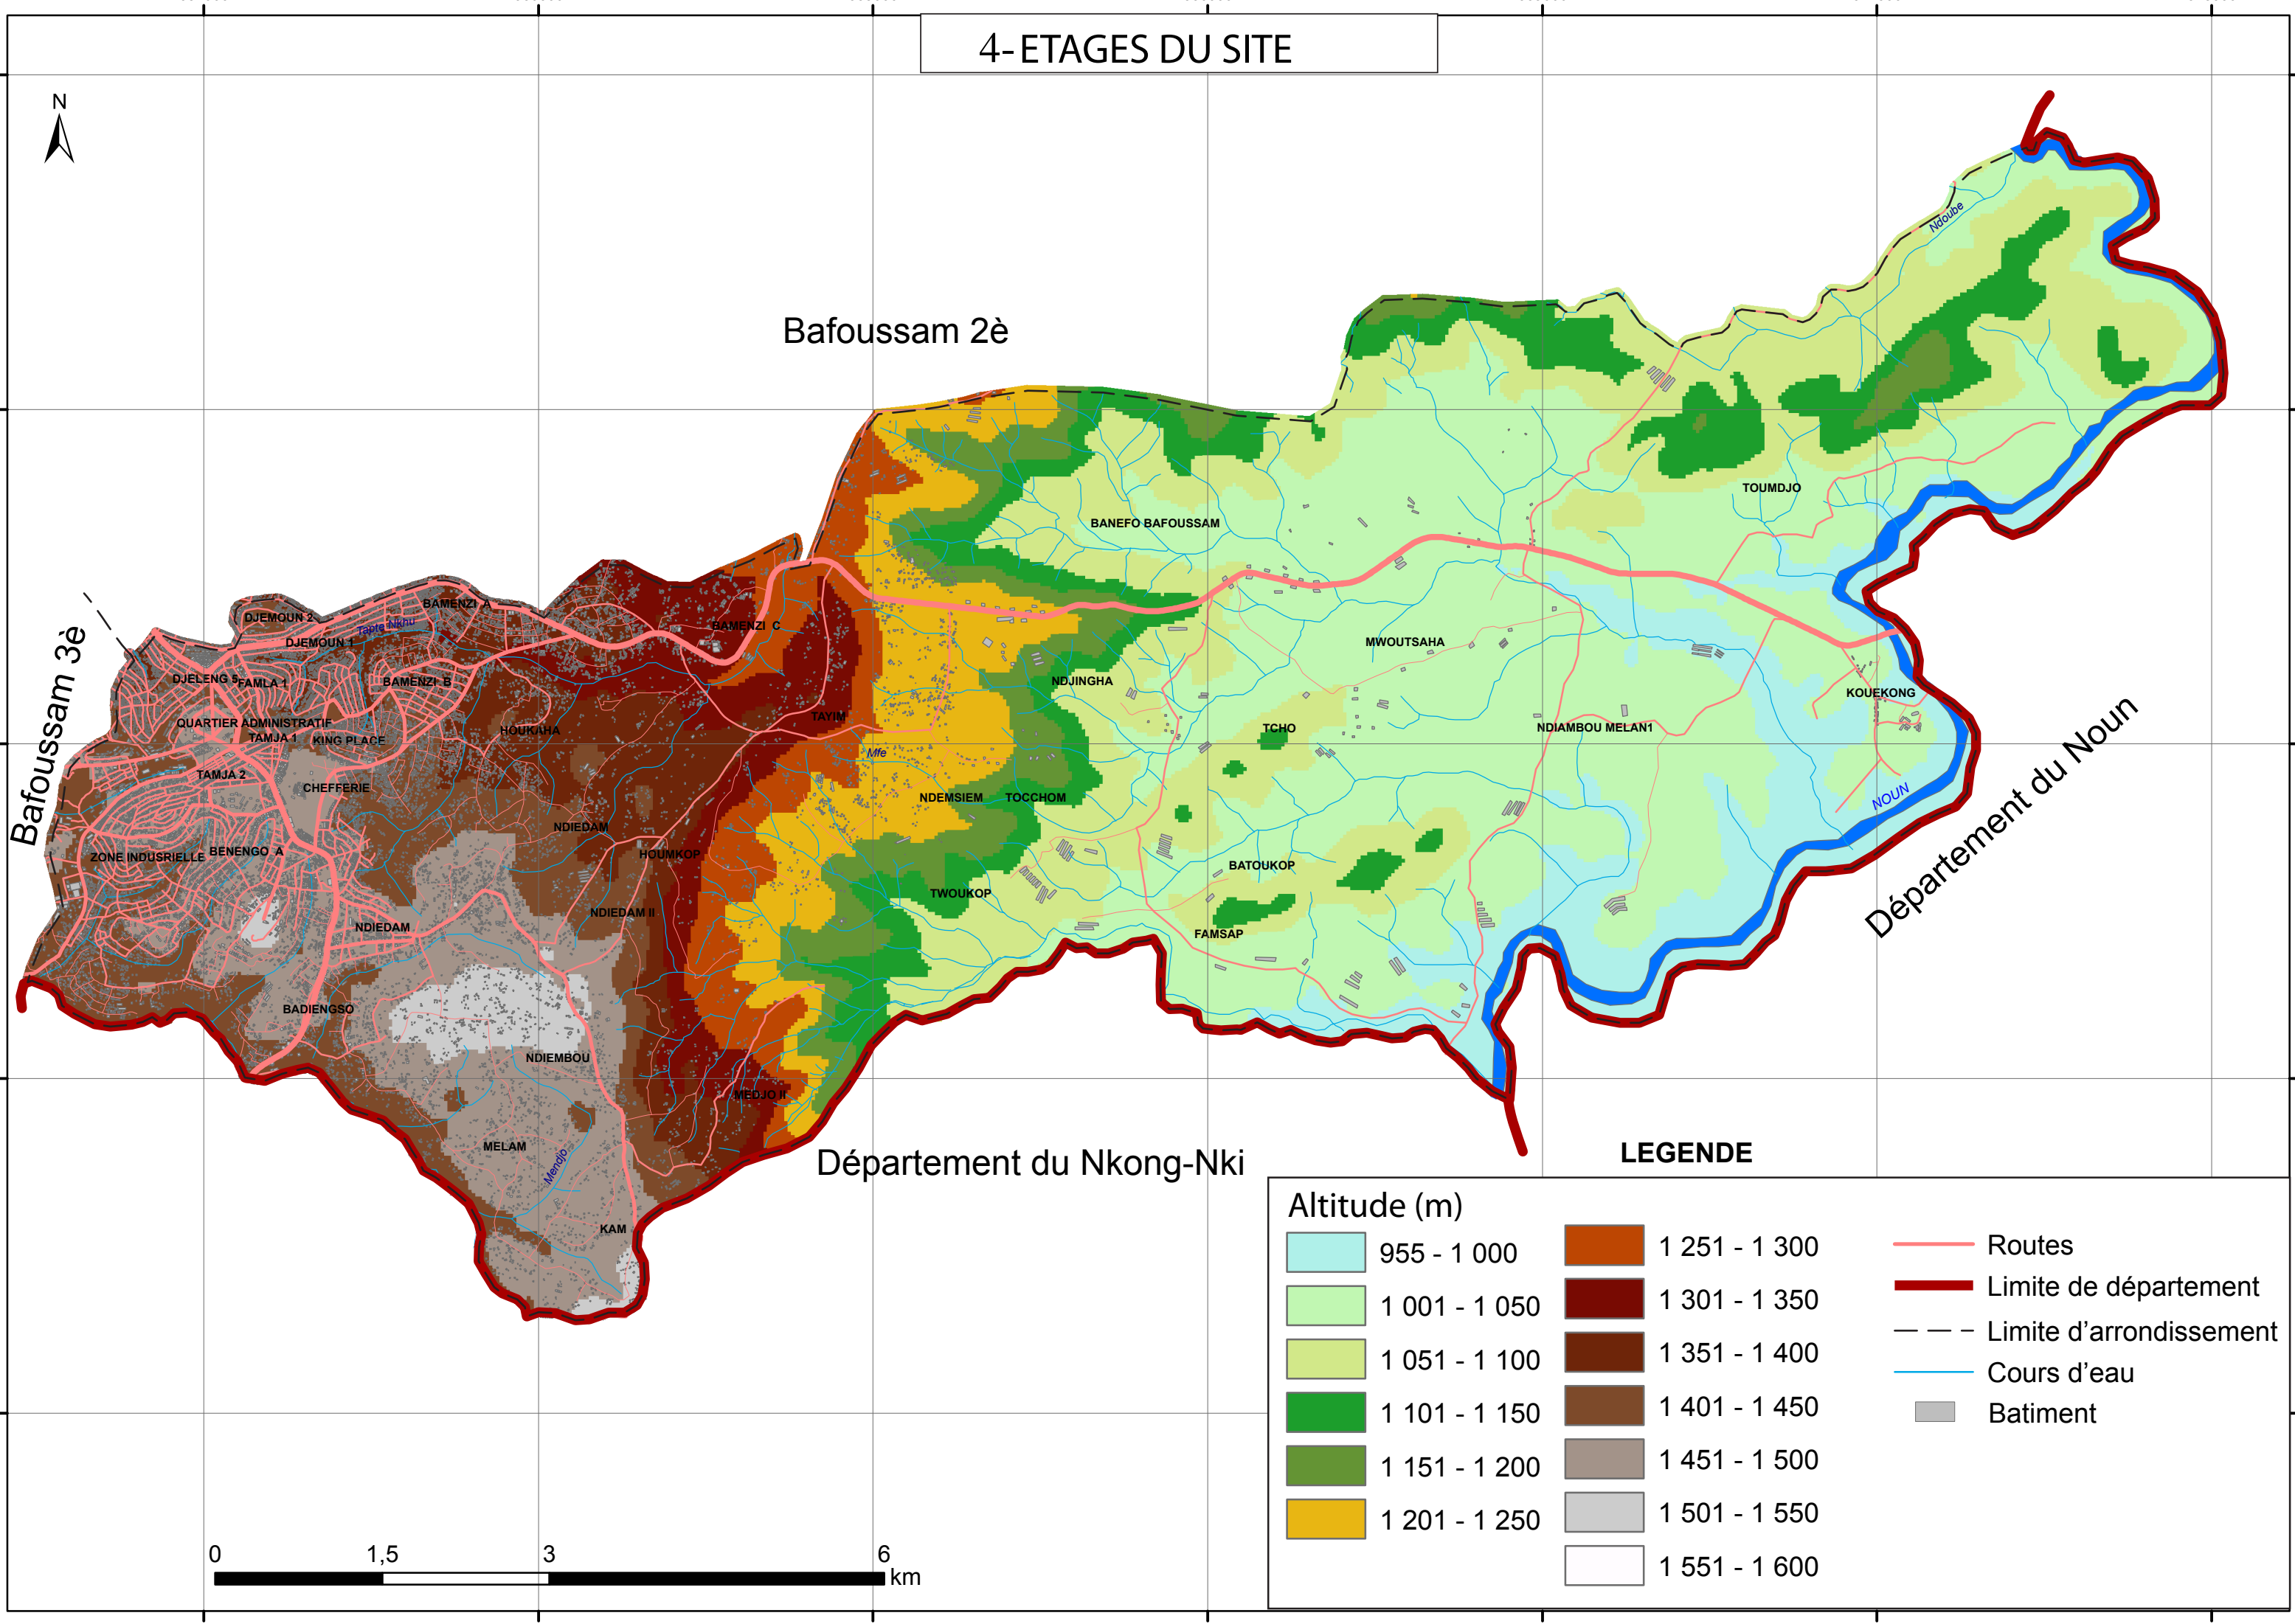 4-ETAGES DU SITE
N
Ndoube
Bafoussam 2è
TOUMDJO
BANEFO BAFOUSSAM
BAMENZI A
DJEMOUN 2
Tapte Nkhu
BAMENZI C
DJEMOUN 1
MWOUTSAHA
Bafoussam 3è
DJELENG 5
FAMLA 1
BAMENZI B
NDJINGHA
KOUEKONG
QUARTIER ADMINISTRATIF
TAYIM
HOUKAHA
TCHO
NDIAMBOU MELAN1
TAMJA 1
KING PLACE
Mfe
TAMJA 2
CHEFFERIE
NDEMSIEM
TOCCHOM
NOUN
Département du Noun
NDIEDAM
ZONE INDUSRIELLE
BENENGO A
HOUMKOP
BATOUKOP
TWOUKOP
NDIEDAM II
NDIEDAM
FAMSAP
BADIENGSO
NDIEMBOU
MEDJO II
MELAM
Mendjo
Département du Nkong-Nki
KAM
LEGENDE
Altitude (m)
955 - 1 000
1 001 - 1 050
1 051 - 1 100
1 101 - 1 150
1 151 - 1 200
1 201 - 1 250
1 251 - 1 300
1 301 - 1 350
1 351 - 1 400
1 401 - 1 450
1 451 - 1 500
1 501 - 1 550
1 551 - 1 600
Routes
Limite de département
Limite d'arrondissement
Cours d'eau
Batiment
0 1,5 3 6
km